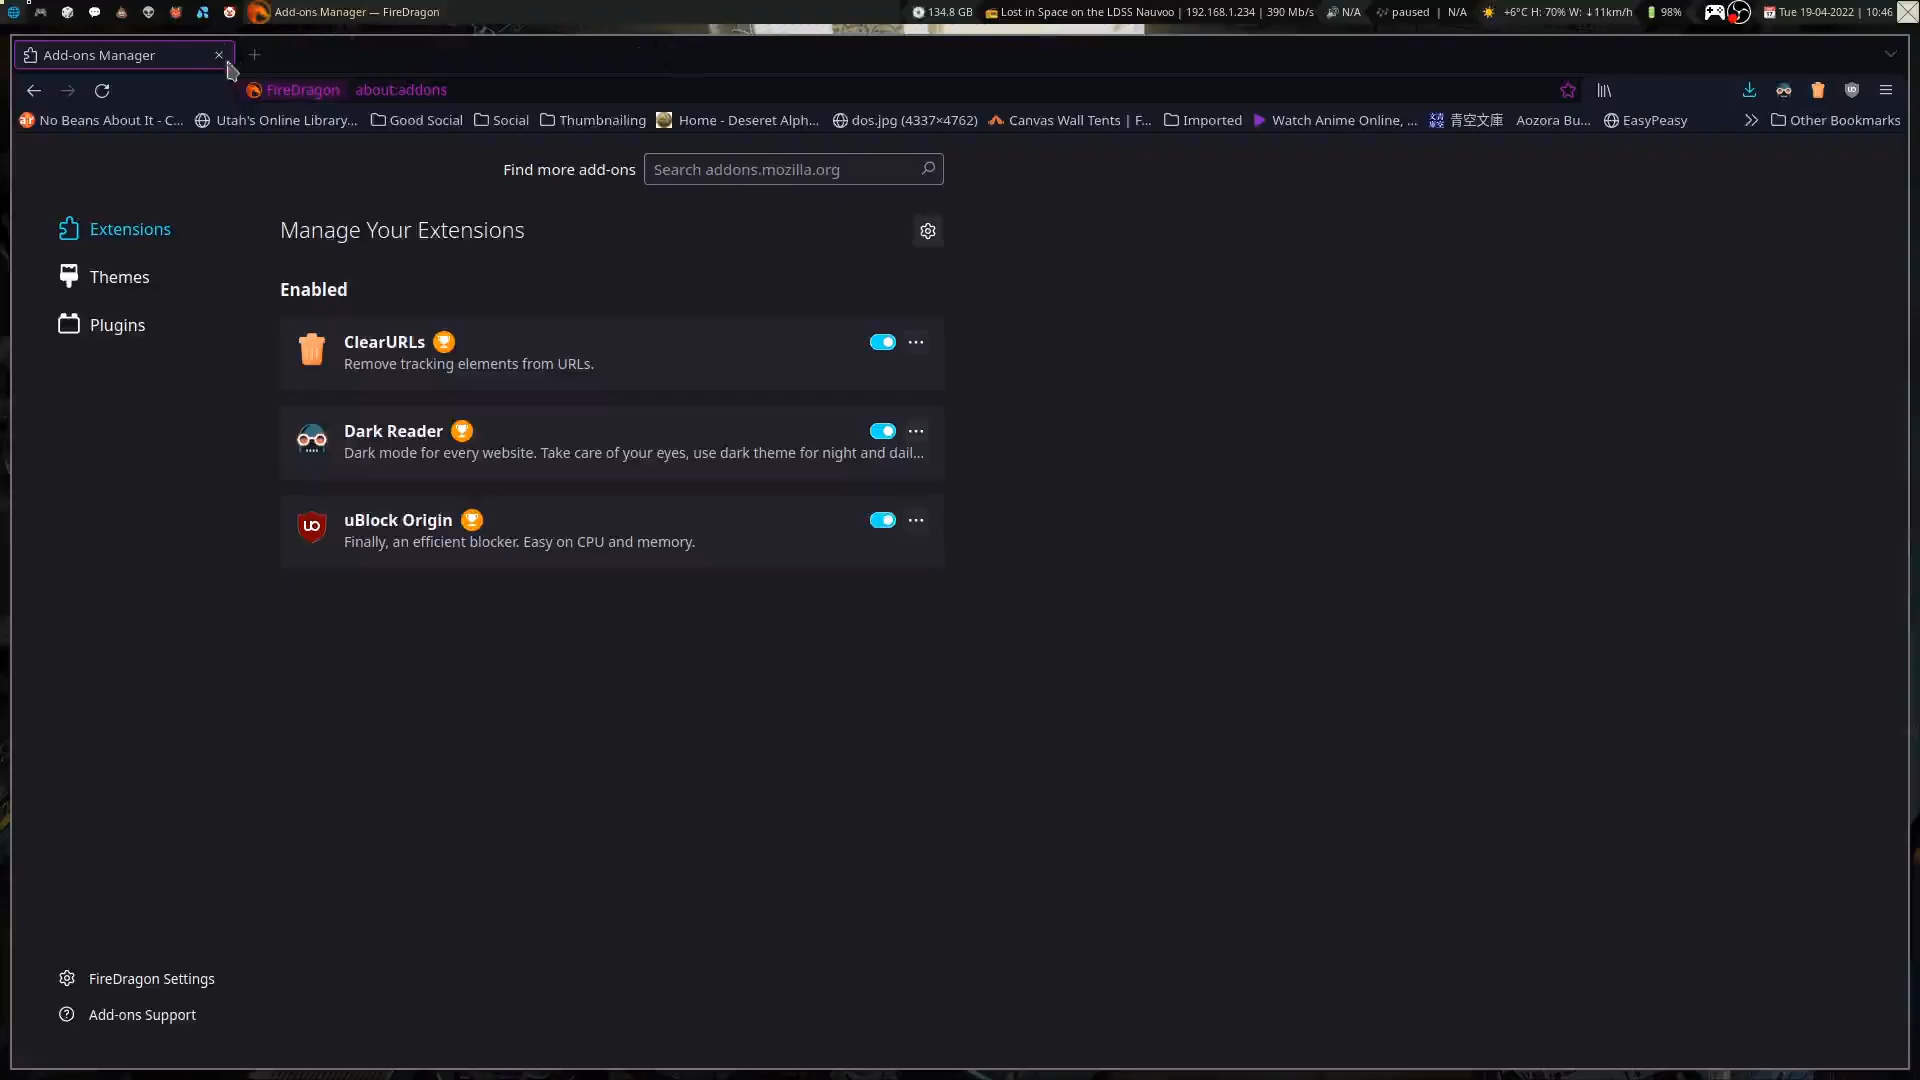 Add-ons Manager — FireDragon
134.8 GB
Lost in Space on the LDSS Nauvoo | 192.168.1.234 | 390 Mb/s
N/A
paused | N/A
+6°C H: 70% W: ↓11km/h
98%
Tue 19-04-2022 | 10:46
Add-ons Manager
FireDragon about:addons
No Beans About It - C...
Utah's Online Library...
Good Social
Social
Thumbnailing
Home - Deseret Alph...
dos.jpg (4337×4762)
Canvas Wall Tents | F...
Imported
Watch Anime Online, ...
青空文庫 Aozora Bu...
EasyPeasy
Other Bookmarks
Find more add-ons
Search addons.mozilla.org
Extensions
Themes
Plugins
Manage Your Extensions
Enabled
ClearURLs
Remove tracking elements from URLs.
Dark Reader
Dark mode for every website. Take care of your eyes, use dark theme for night and dail...
uBlock Origin
Finally, an efficient blocker. Easy on CPU and memory.
FireDragon Settings
Add-ons Support